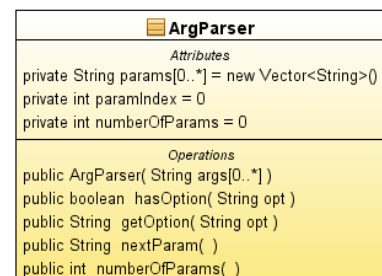 ArgParser
Attributes
private String params[0..*] = new Vector<String>()
private int paramIndex = 0
private int numberOfParams = 0
Operations
public ArgParser( String args[0..*] )
public boolean hasOption( String opt )
public String getOption( String opt )
public String nextParam( )
public int numberOfParams( )